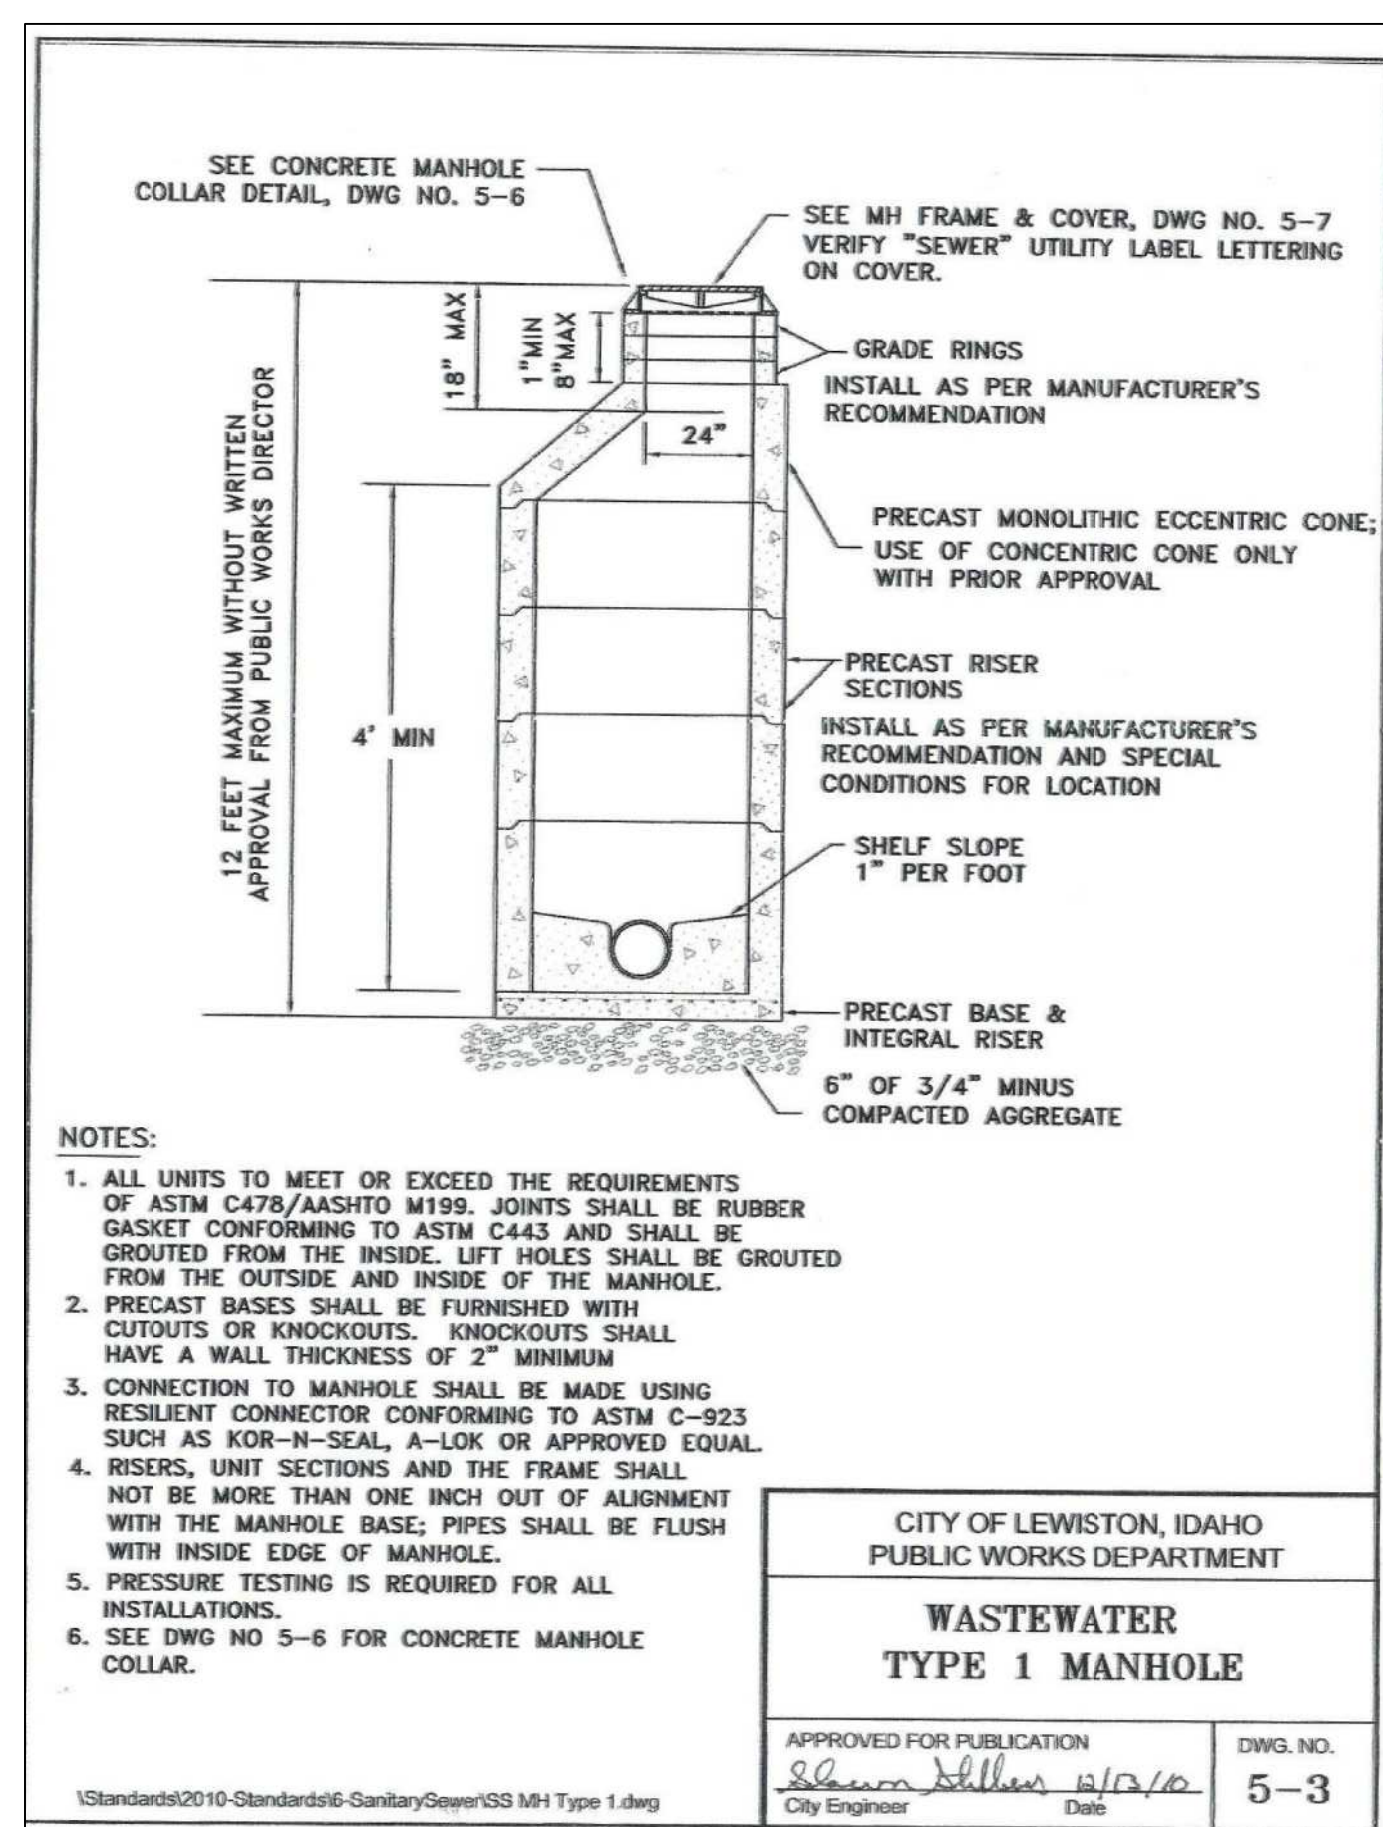 SEE CONCRETE MANHOLE
COLLAR DETAIL, DWG NO. 5-6
SEE MH FRAME & COVER, DWG NO. 5-7
VERIFY "SEWER" UTILITY LABEL LETTERING
ON COVER.
18" MAX
1"MIN
8"MAX
GRADE RINGS
INSTALL AS PER MANUFACTURER'S
RECOMMENDATION
24"
12 FEET MAXIMUM WITHOUT WRITTEN
APPROVAL FROM PUBLIC WORKS DIRECTOR
PRECAST MONOLITHIC ECCENTRIC CONE;
USE OF CONCENTRIC CONE ONLY
WITH PRIOR APPROVAL
4' MIN
PRECAST RISER
SECTIONS
INSTALL AS PER MANUFACTURER'S
RECOMMENDATION AND SPECIAL
CONDITIONS FOR LOCATION
SHELF SLOPE
1" PER FOOT
PRECAST BASE &
INTEGRAL RISER
6" OF 3/4" MINUS
COMPACTED AGGREGATE
NOTES:
1. ALL UNITS TO MEET OR EXCEED THE REQUIREMENTS
OF ASTM C478/AASHTO M199. JOINTS SHALL BE RUBBER
GASKET CONFORMING TO ASTM C443 AND SHALL BE
GROUTED FROM THE INSIDE. LIFT HOLES SHALL BE GROUTED
FROM THE OUTSIDE AND INSIDE OF THE MANHOLE.
2. PRECAST BASES SHALL BE FURNISHED WITH
CUTOUTS OR KNOCKOUTS. KNOCKOUTS SHALL
HAVE A WALL THICKNESS OF 2" MINIMUM
3. CONNECTION TO MANHOLE SHALL BE MADE USING
RESILIENT CONNECTOR CONFORMING TO ASTM C-923
SUCH AS KOR-N-SEAL, A-LOK OR APPROVED EQUAL.
4. RISERS, UNIT SECTIONS AND THE FRAME SHALL
NOT BE MORE THAN ONE INCH OUT OF ALIGNMENT
WITH THE MANHOLE BASE; PIPES SHALL BE FLUSH
WITH INSIDE EDGE OF MANHOLE.
5. PRESSURE TESTING IS REQUIRED FOR ALL
INSTALLATIONS.
6. SEE DWG NO 5-6 FOR CONCRETE MANHOLE
COLLAR.
\Standards\2010-Standards\6-SanitarySewer\SS MH Type 1.dwg
CITY OF LEWISTON, IDAHO
PUBLIC WORKS DEPARTMENT
WASTEWATER
TYPE 1 MANHOLE
APPROVED FOR PUBLICATION
12/13/10
City Engineer Date
DWG. NO.
5-3